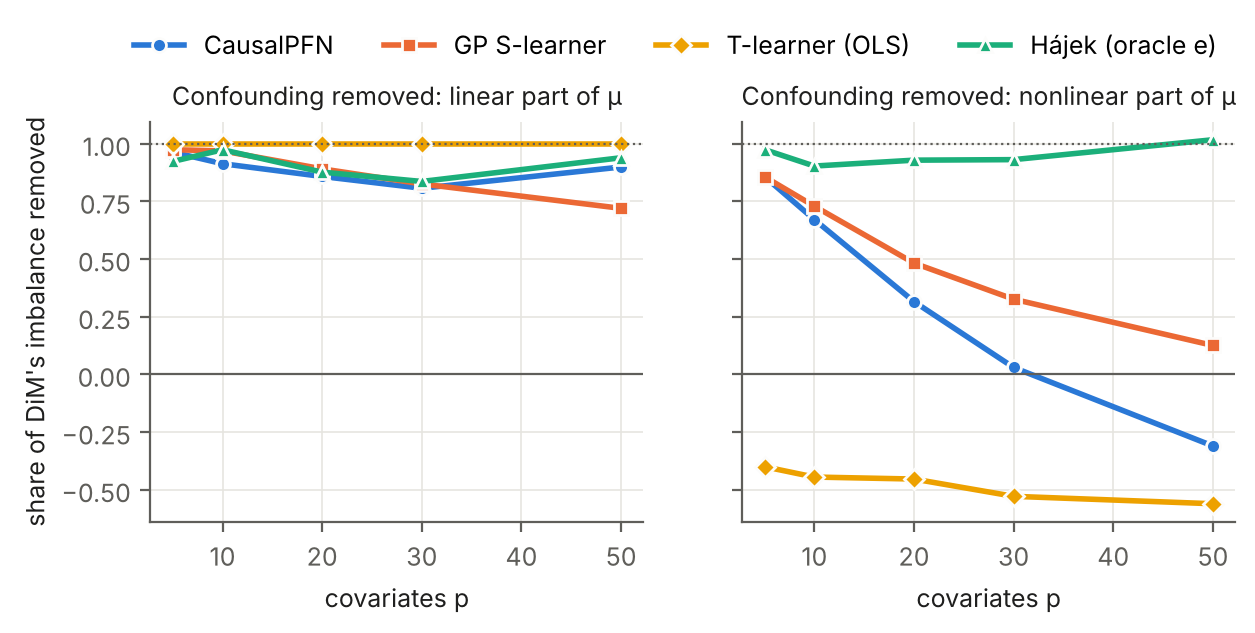 CausalPFN GP S-learner T-learner (OLS) Hájek (oracle e)
Confounding removed: linear part of μ
Confounding removed: nonlinear part of μ
share of DiM's imbalance removed
1.00
0.75
0.50
0.25
0.00
−0.25
−0.50
10 20 30 40 50
10 20 30 40 50
covariates p
covariates p